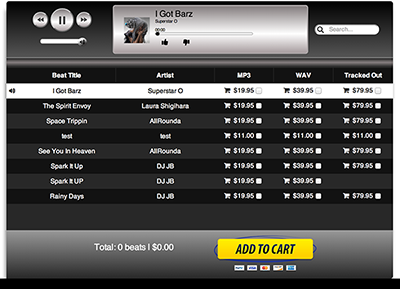 I Got Barz
Superstar O
00:00
Search...
Beat Title Artist MP3 WAV Tracked Out
I Got Barz Superstar O $19.95 $39.95 $79.95
The Spirit Envoy Laura Shigihara $19.95 $39.95 $79.95
Space Trippin AllRounda $19.95 $39.95 $79.95
test test $11.00 $11.00 $11.00
See You In Heaven AllRounda $19.95 $39.95 $79.95
Spark It Up DJ JB $19.95 $39.95 $79.95
Spark It UP DJ JB $19.95 $39.95
Rainy Days DJ JB $19.95 $39.95 $79.95
Total: 0 beats | $0.00
ADD TO CART